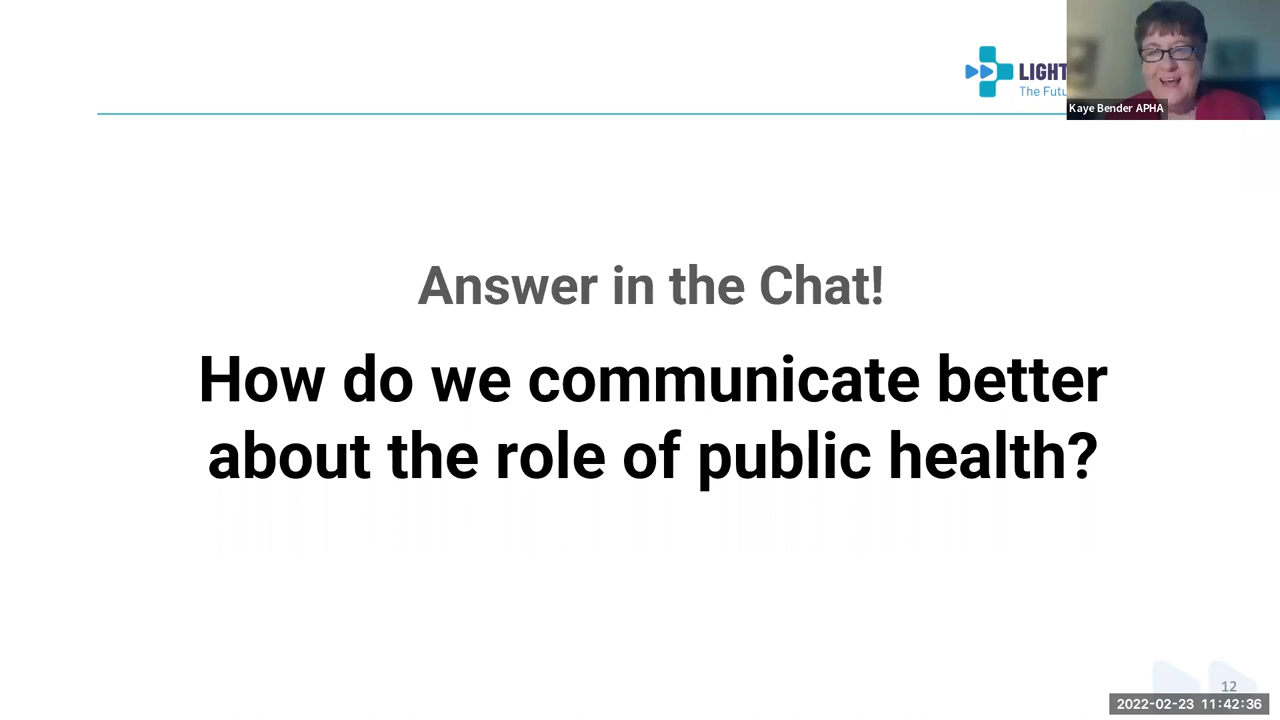 LIGHT
The Futu
Kaye Bender APHA
Answer in the Chat!
How do we communicate better
about the role of public health?
12
2022-02-23 11:42:36